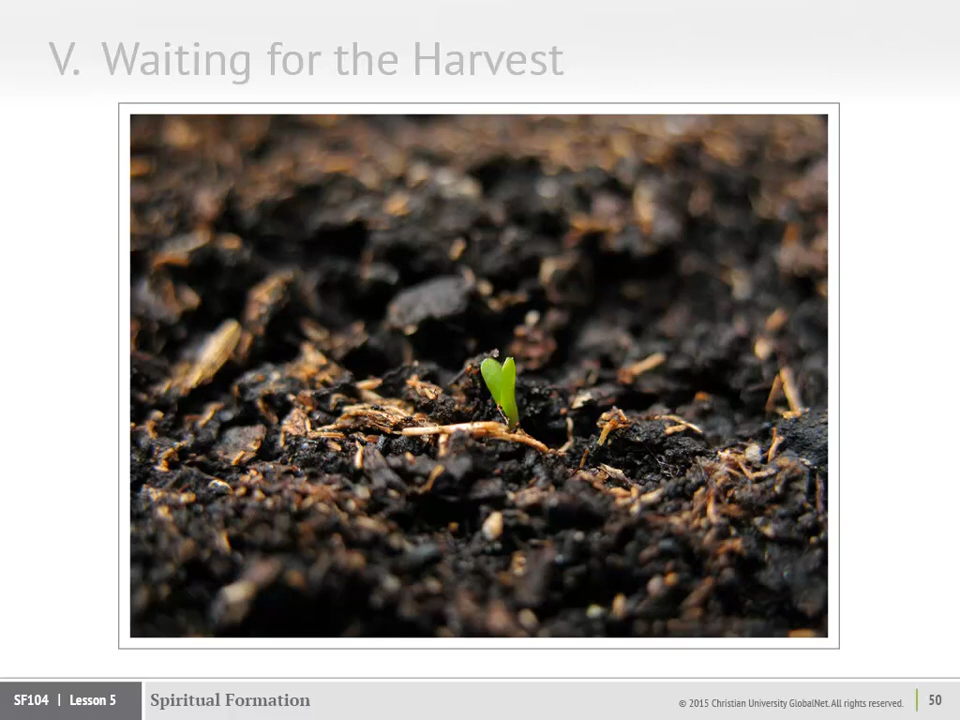 V. Waiting for the Harvest
SF104 | Lesson 5
Spiritual Formation
© 2015 Christian University GlobalNet. All rights reserved.
50